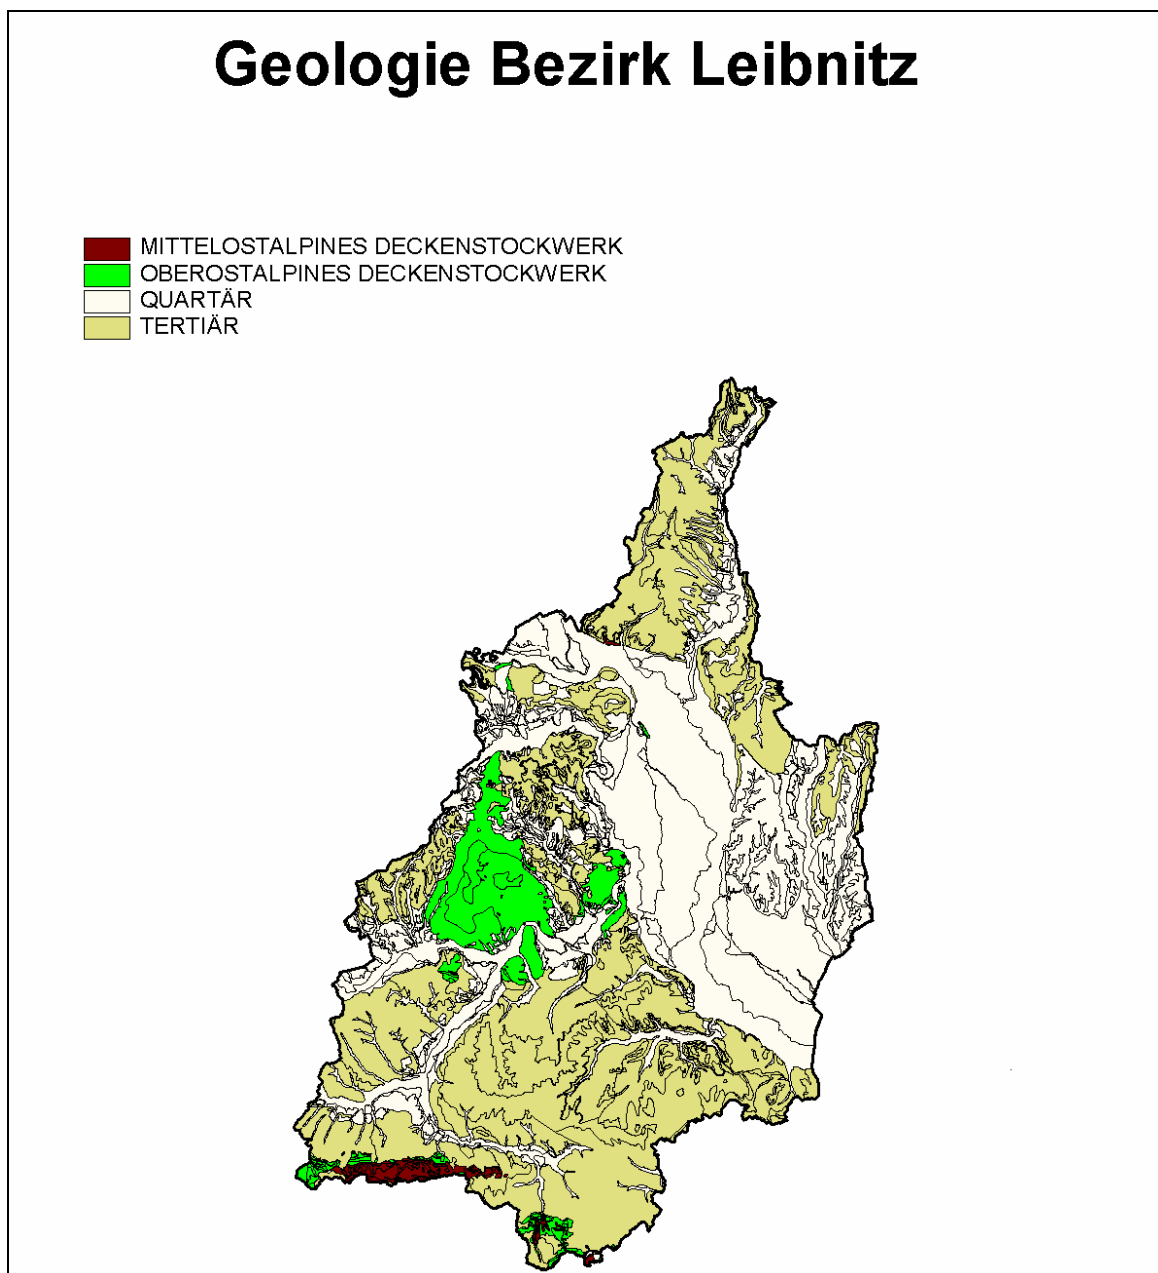 Geologie Bezirk Leibnitz
MITTELOSTALPINES DECKENSTOCKWERK
OBEROSTALPINES DECKENSTOCKWERK
QUARTÄR
TERTIÄR